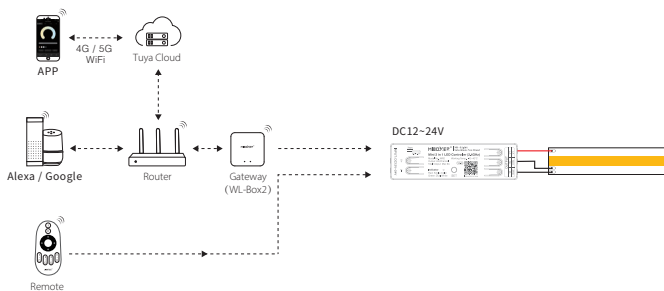 4G / 5G
WiFi
APP
Tuya Cloud
Alexa / Google
Router
Gateway
(WL-Box2)
DC12~24V
Remote